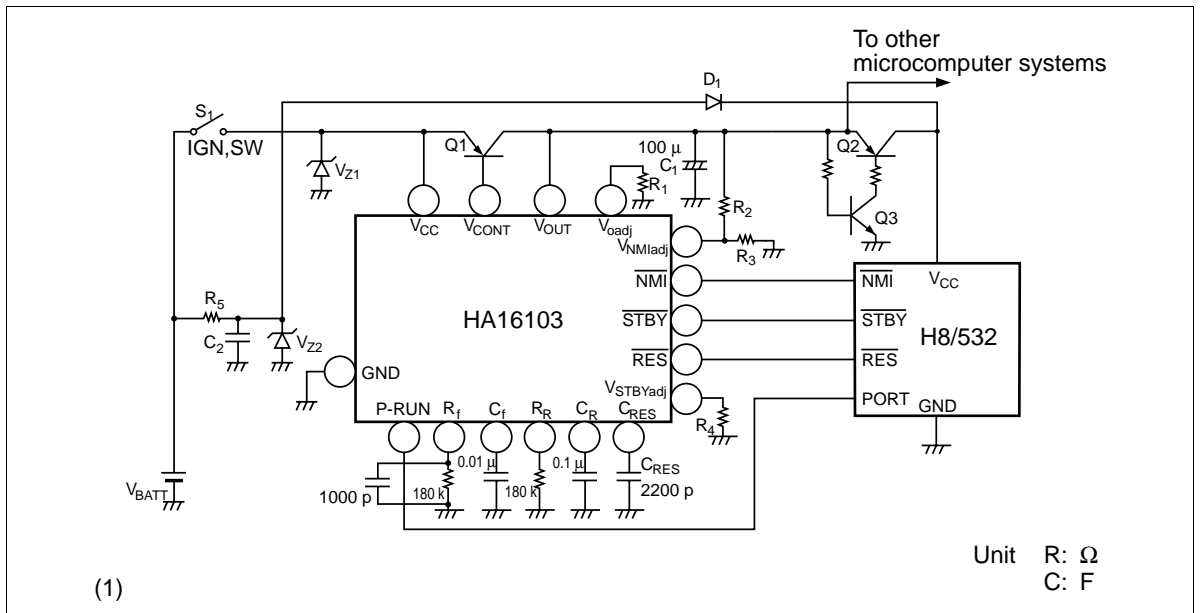 To other
microcomputer systems
D1
S1
IGN,SW
Q1
Q2
VZ1
100 μ
C1
R1
R2
Q3
VCC
VCONT
VOUT
Voadj
VNMIadj
R3
NMI
NMI
VCC
R5
HA16103
STBY
STBY
H8/532
C2
VZ2
RES
RES
GND
VSTBYadj
PORT
GND
P-RUN
Rf
Cf
RR
CR
CRES
R4
0.01 μ
0.1 μ
CRES
VBATT
1000 p
180 k
180 k
2200 p
Unit R: Ω
C: F
(1)